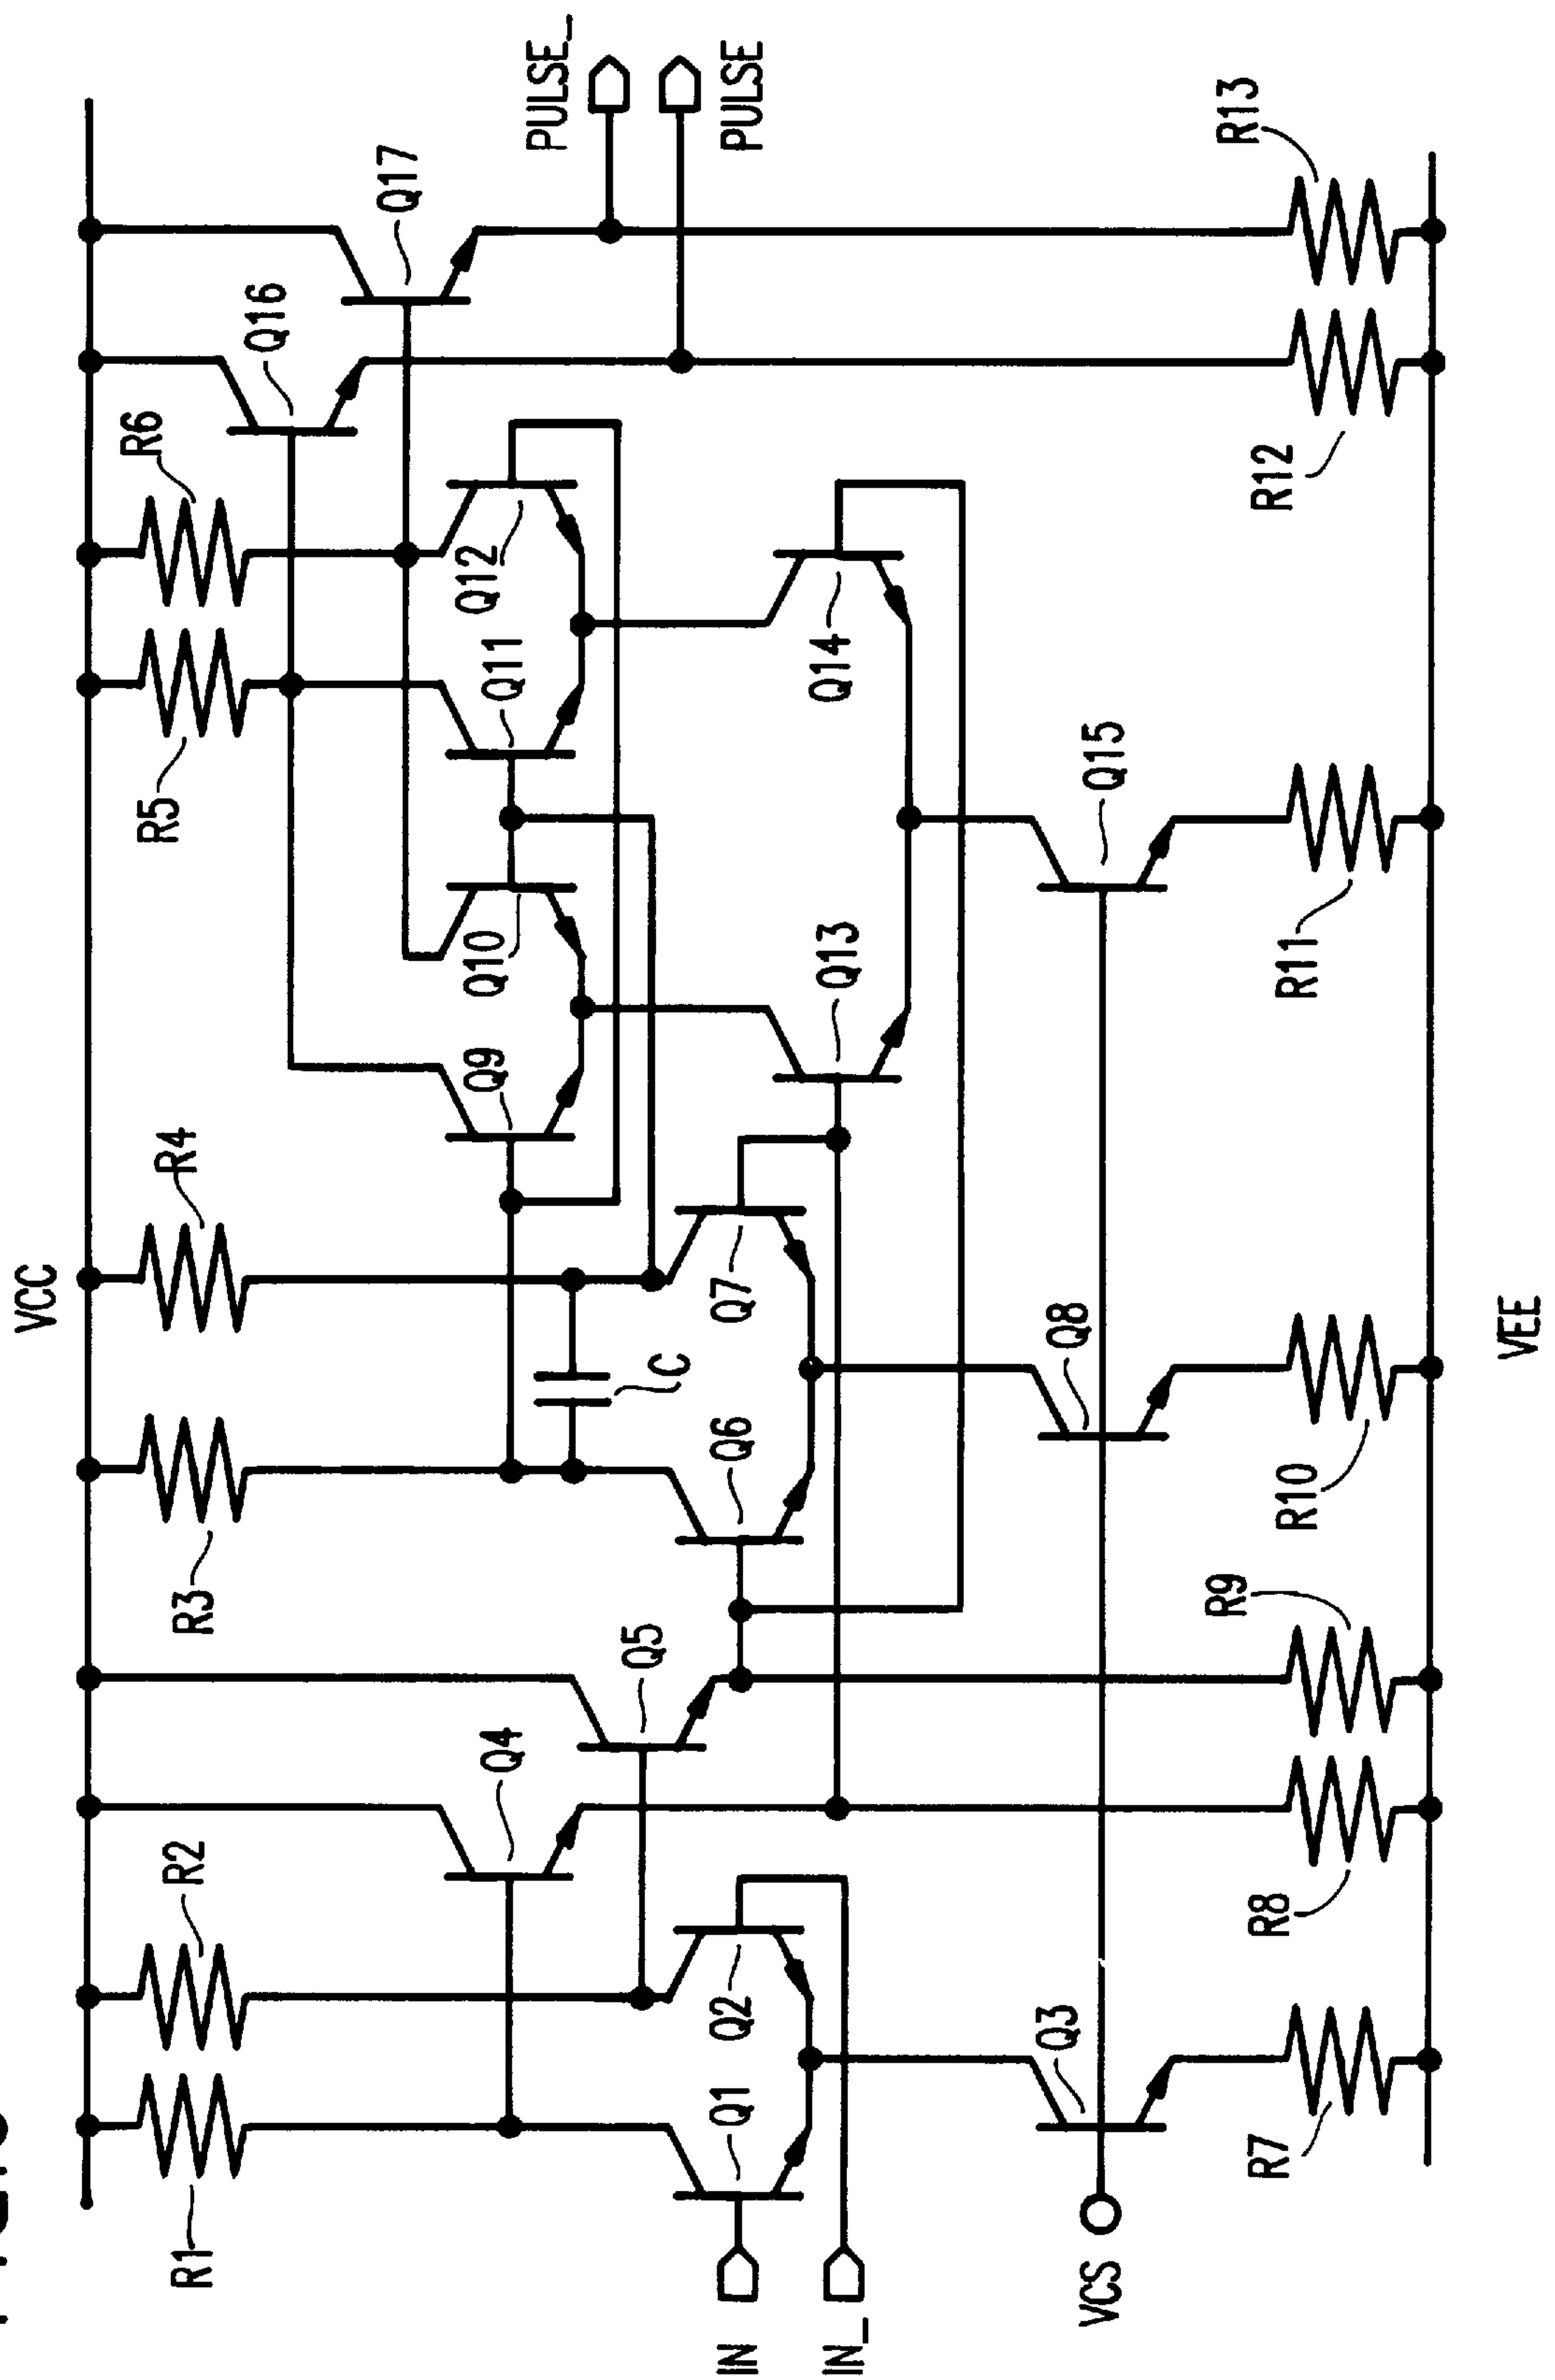 VCC
R1
R2
R3
R4
R5
R6
Q4
Q5
Q16
Q17
Q9
Q10
Q11
Q12
C
PULSE_
PULSE
IN
IN_
Q1
Q2
Q6
Q7
Q13
Q14
VCS
Q3
Q8
Q15
R7
R8
R9
R10
R11
R12
R13
VEE